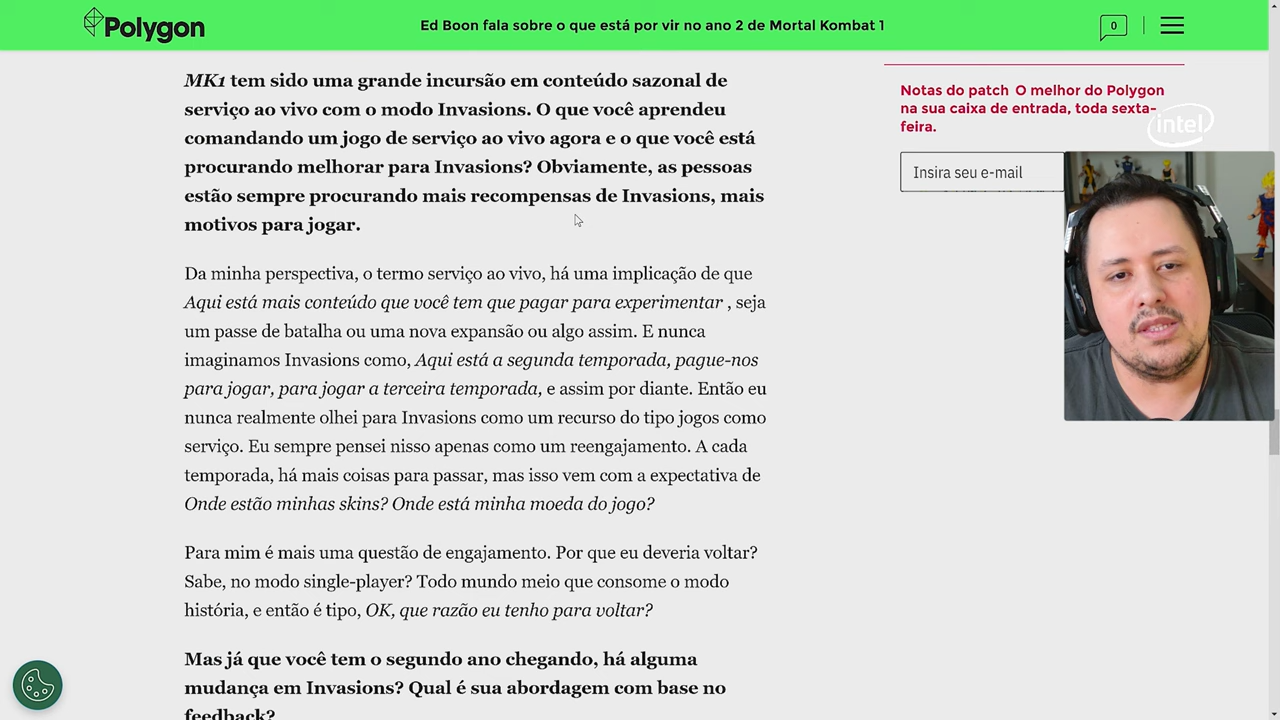 Polygon
Ed Boon fala sobre o que está por vir no ano 2 de Mortal Kombat 1
0
MK1 tem sido uma grande incursão em conteúdo sazonal de
serviço ao vivo com o modo Invasions. O que você aprendeu
comandando um jogo de serviço ao vivo agora e o que você está
procurando melhorar para Invasions? Obviamente, as pessoas
estão sempre procurando mais recompensas de Invasions, mais
motivos para jogar.
Da minha perspectiva, o termo serviço ao vivo, há uma implicação de que
Aqui está mais conteúdo que você tem que pagar para experimentar , seja
um passe de batalha ou uma nova expansão ou algo assim. E nunca
imaginamos Invasions como, Aqui está a segunda temporada, pague-nos
para jogar, para jogar a terceira temporada, e assim por diante. Então eu
nunca realmente olhei para Invasions como um recurso do tipo jogos como
serviço. Eu sempre pensei nisso apenas como um reengajamento. A cada
temporada, há mais coisas para passar, mas isso vem com a expectativa de
Onde estão minhas skins? Onde está minha moeda do jogo?
Para mim é mais uma questão de engajamento. Por que eu deveria voltar?
Sabe, no modo single-player? Todo mundo meio que consome o modo
história, e então é tipo, OK, que razão eu tenho para voltar?
Mas já que você tem o segundo ano chegando, há alguma
mudança em Invasions? Qual é sua abordagem com base no
feedback?
Notas do patch O melhor do Polygon
na sua caixa de entrada, toda sexta-
feira.
intel
Insira seu e-mail